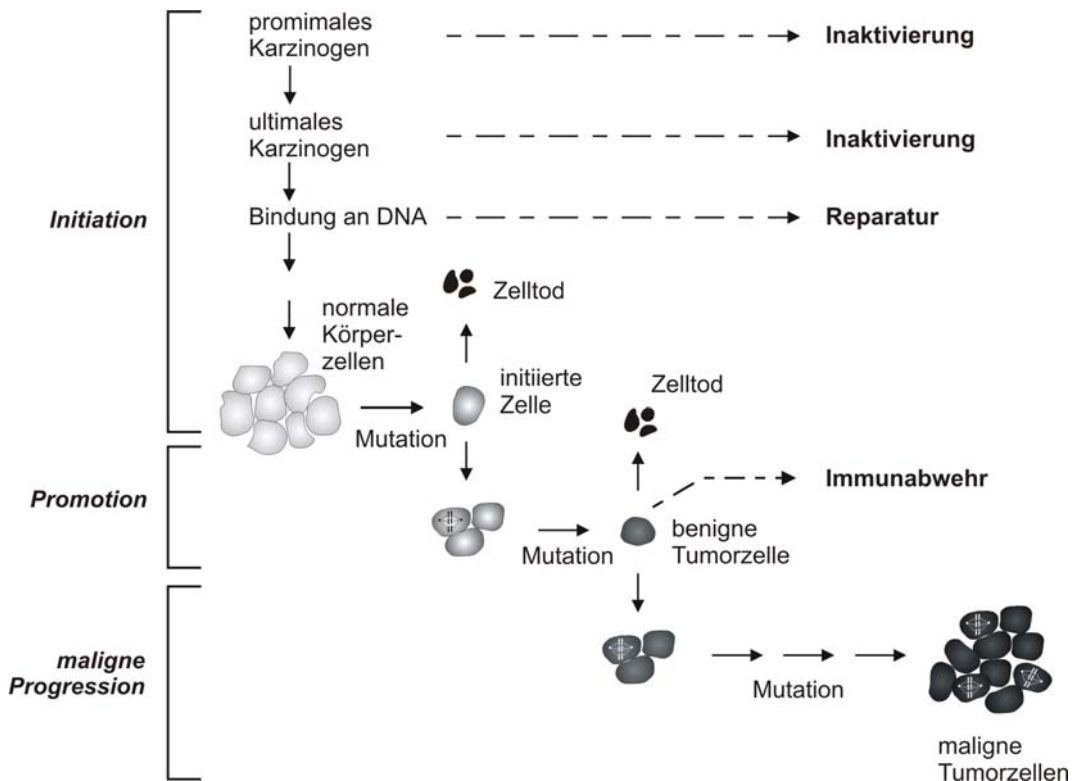 promimales
Karzinogen
Inaktivierung
ultimales
Karzinogen
Inaktivierung
Initiation
Bindung an DNA
Reparatur
Zelltod
normale
Körper-
zellen
initiierte
Zelle
Mutation
Zelltod
Promotion
Immunabwehr
Mutation
benigne
Tumorzelle
maligne
Progression
Mutation
maligne
Tumorzellen